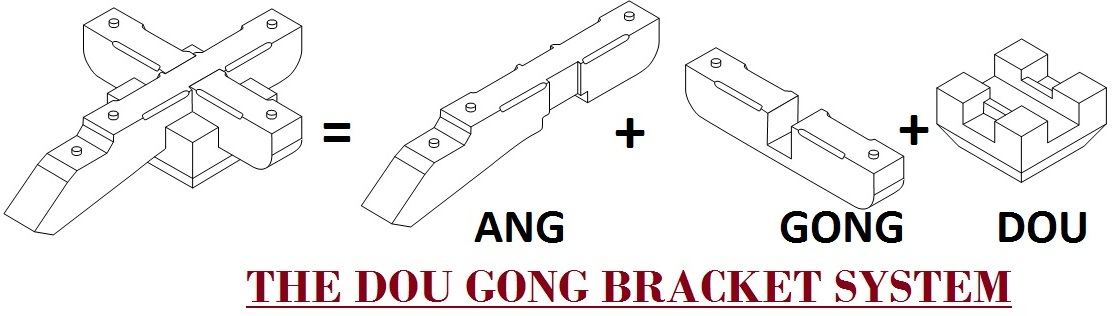 = + +
ANG GONG DOU
THE DOU GONG BRACKET SYSTEM